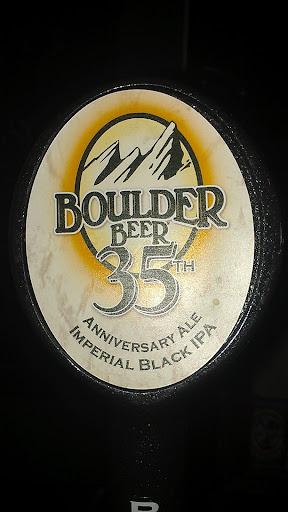 BOULDER
BEER
35TH
ANNIVERSARY ALE
IMPERIAL BLACK IPA